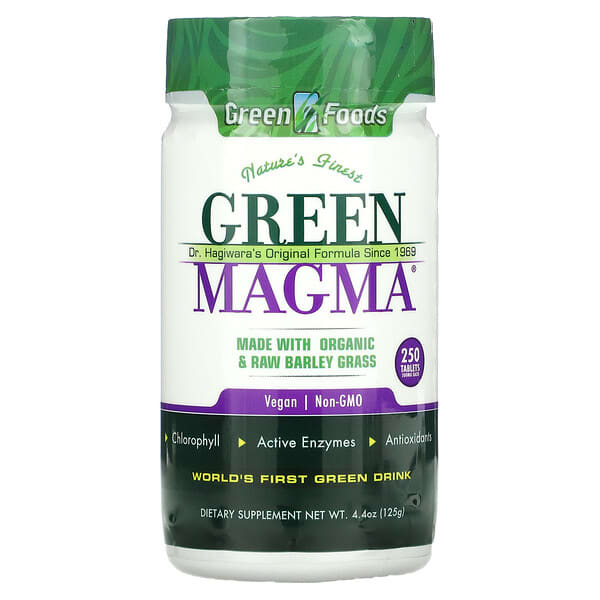 Green Foods
Nature's Finest
GREEN
Dr. Hagiwara's Original Formula Since 1969
MAGMA®
MADE WITH ORGANIC
& RAW BARLEY GRASS
250
TABLETS
Vegan | Non-GMO
Chlorophyll ▶ Active Enzymes ▶ Antioxidants
WORLD'S FIRST GREEN DRINK
DIETARY SUPPLEMENT NET WT. 4.4oz (125g)